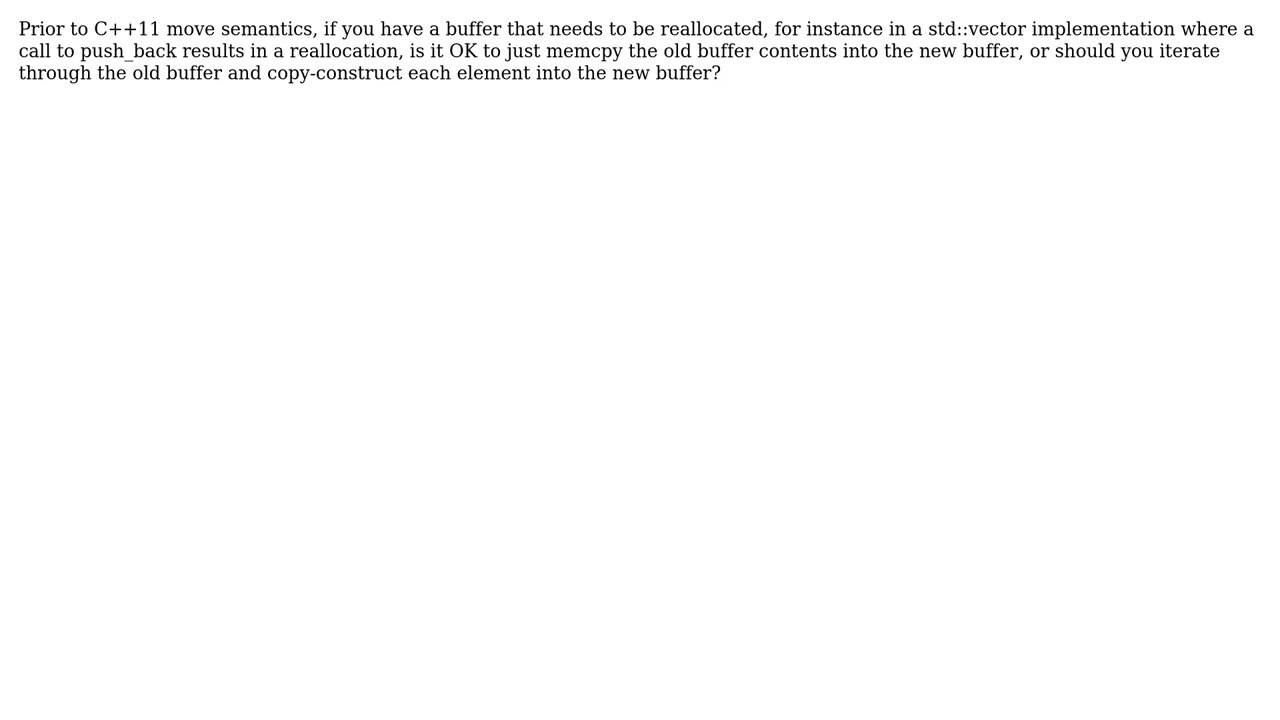 Prior to C++11 move semantics, if you have a buffer that needs to be reallocated, for instance in a std::vector implementation where a
call to push_back results in a reallocation, is it OK to just memcpy the old buffer contents into the new buffer, or should you iterate
through the old buffer and copy-construct each element into the new buffer?